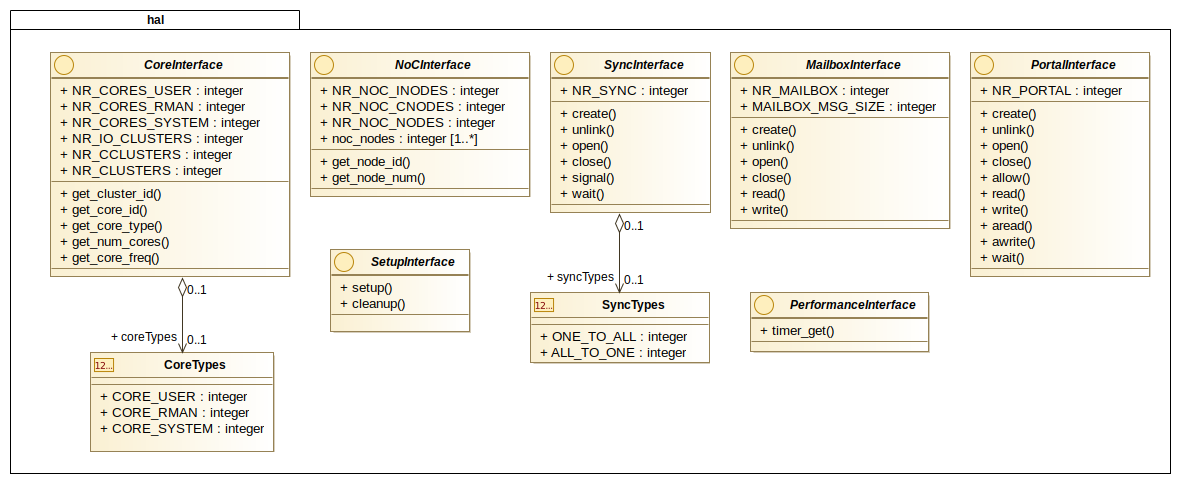 hal
CoreInterface
+ NR_CORES_USER : integer
+ NR_CORES_RMAN : integer
+ NR_CORES_SYSTEM : integer
+ NR_IO_CLUSTERS : integer
+ NR_CCLUSTERS : integer
+ NR_CLUSTERS : integer
+ get_cluster_id()
+ get_core_id()
+ get_core_type()
+ get_num_cores()
+ get_core_freq()
0..1
+ coreTypes
0..1
12...
CoreTypes
+ CORE_USER : integer
+ CORE_RMAN : integer
+ CORE_SYSTEM : integer
NoCInterface
+ NR_NOC_INODES : integer
+ NR_NOC_CNODES : integer
+ NR_NOC_NODES : integer
+ noc_nodes : integer [1..*]
+ get_node_id()
+ get_node_num()
SetupInterface
+ setup()
+ cleanup()
SyncInterface
+ NR_SYNC : integer
+ create()
+ unlink()
+ open()
+ close()
+ signal()
+ wait()
0..1
+ syncTypes
0..1
12...
SyncTypes
+ ONE_TO_ALL : integer
+ ALL_TO_ONE : integer
MailboxInterface
+ NR_MAILBOX : integer
+ MAILBOX_MSG_SIZE : integer
+ create()
+ unlink()
+ open()
+ close()
+ read()
+ write()
PerformanceInterface
+ timer_get()
PortalInterface
+ NR_PORTAL : integer
+ create()
+ unlink()
+ open()
+ close()
+ allow()
+ read()
+ write()
+ aread()
+ awrite()
+ wait()